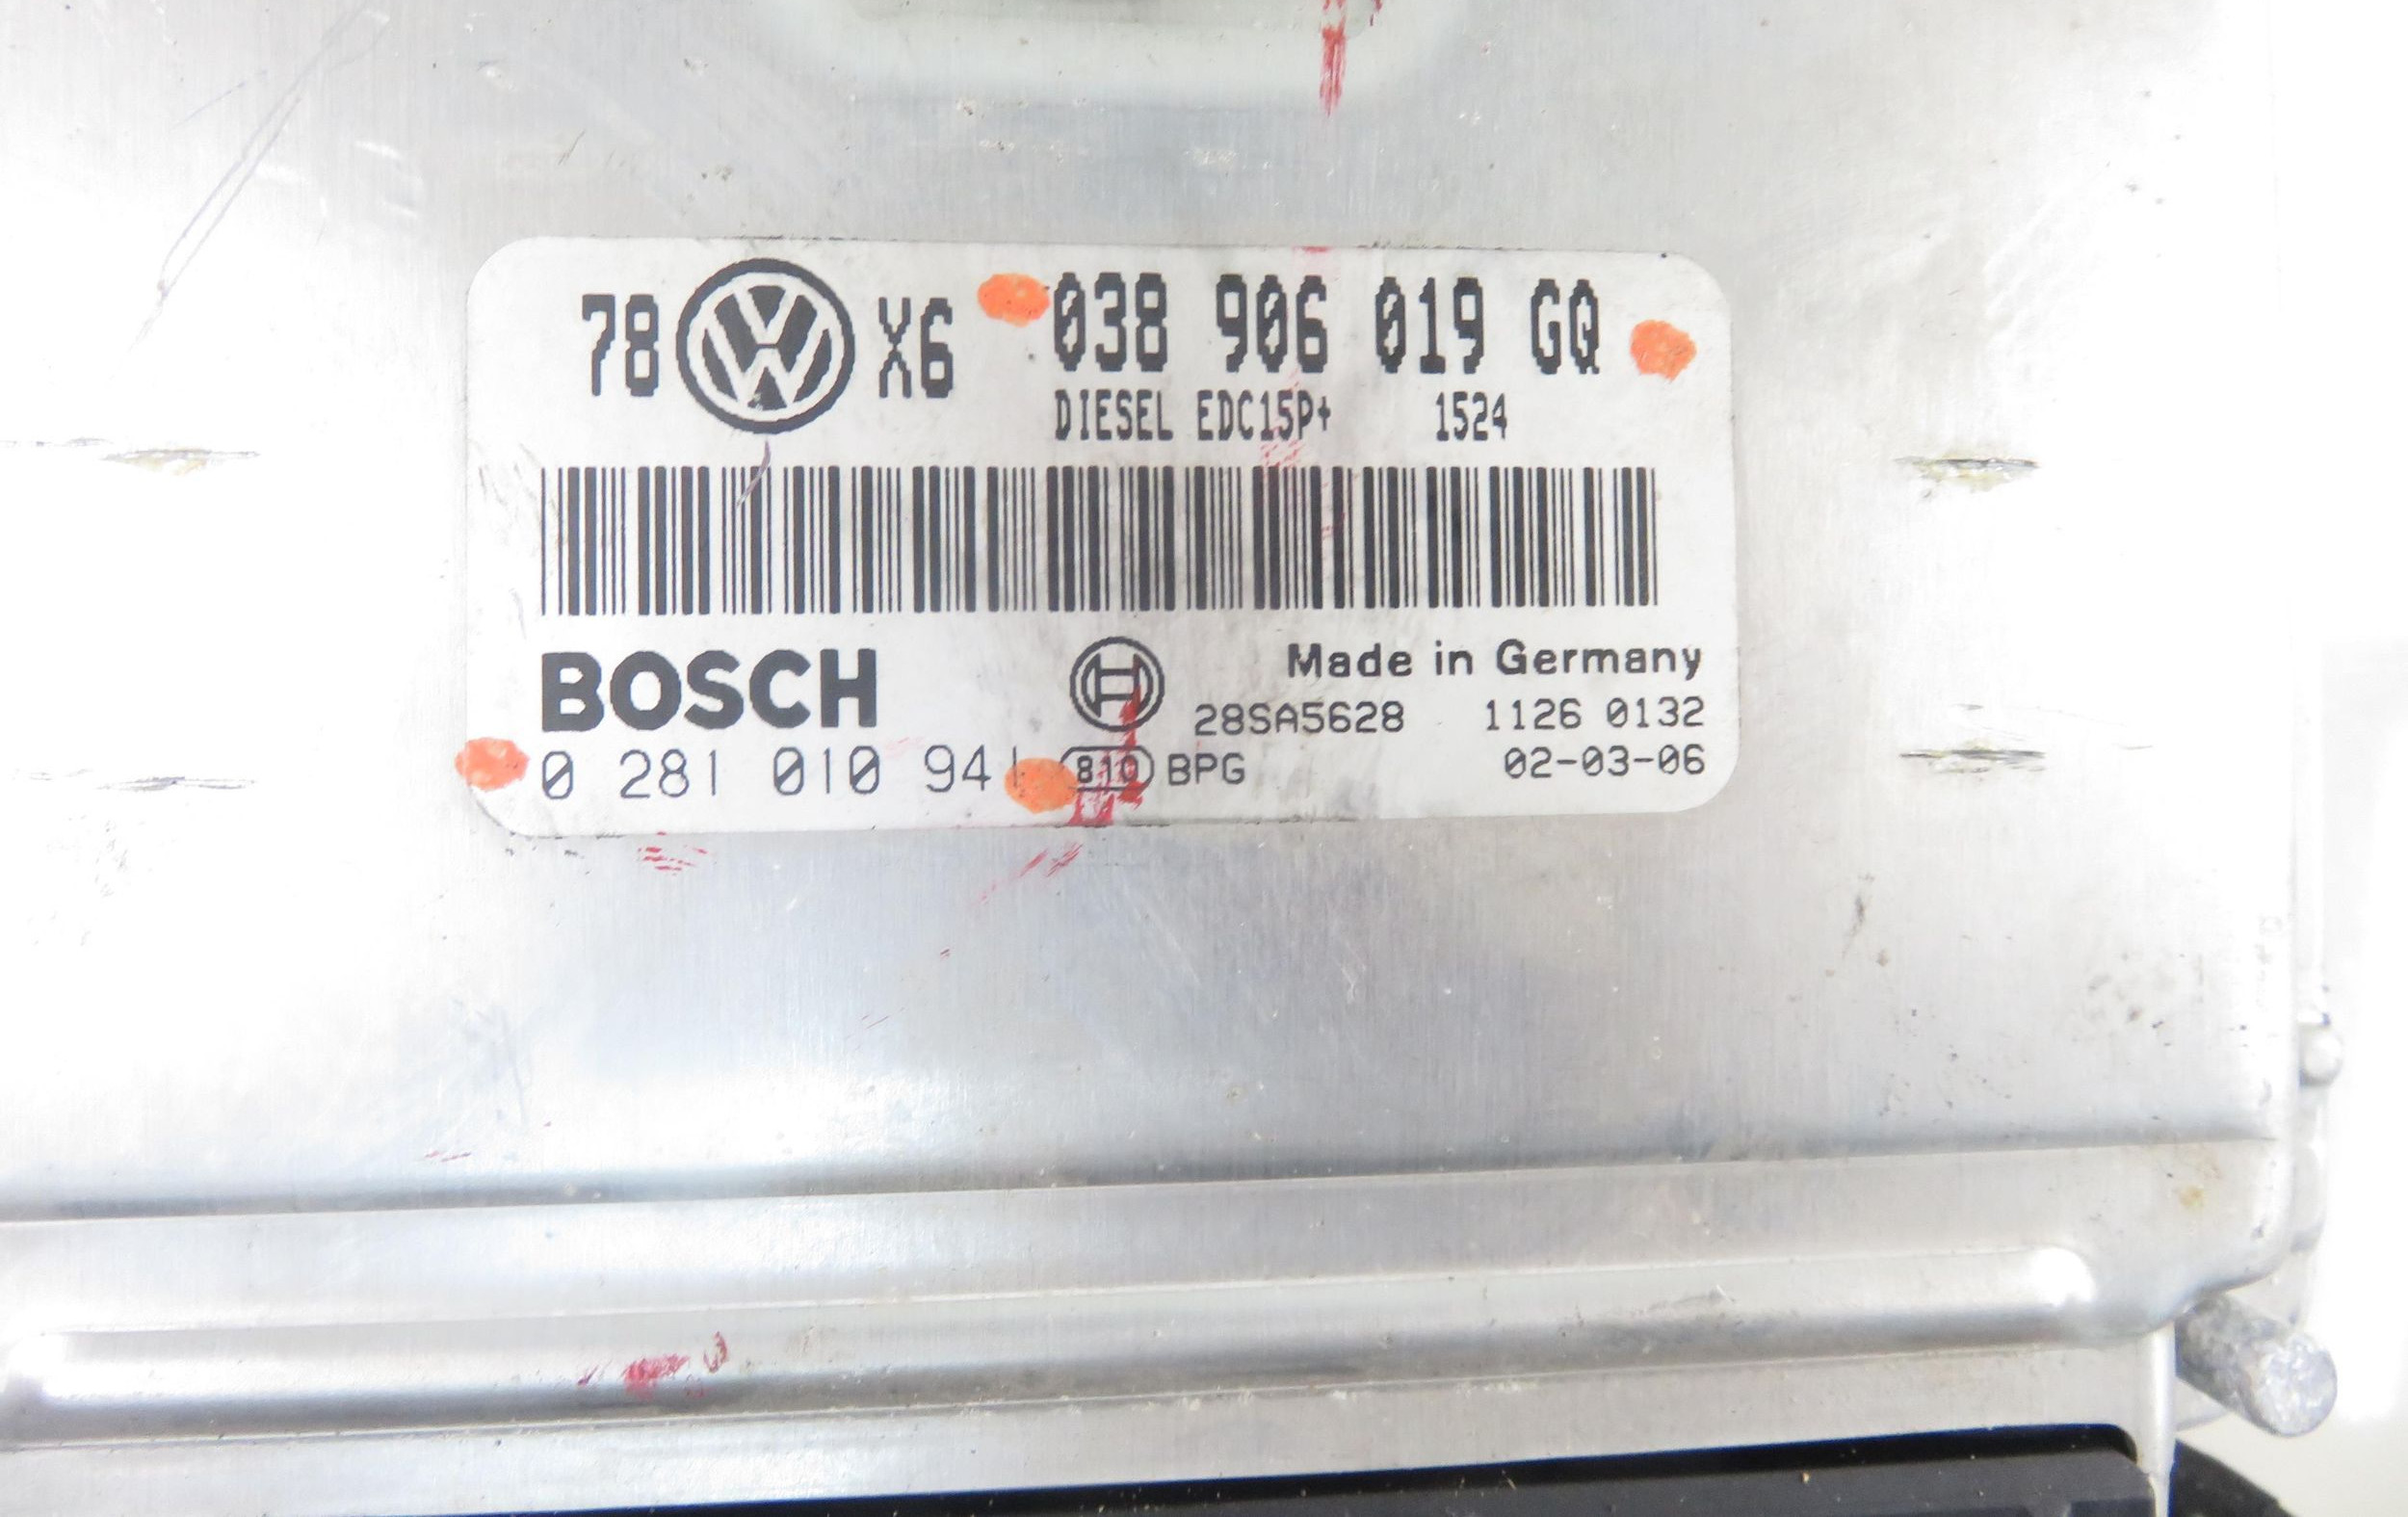 78 X6 038 906 019 GQ
DIESEL EDC15P+ 1524
BOSCH
Made in Germany
28SA5628 1126 0132
0 281 010 941 810 BPG 02-03-06